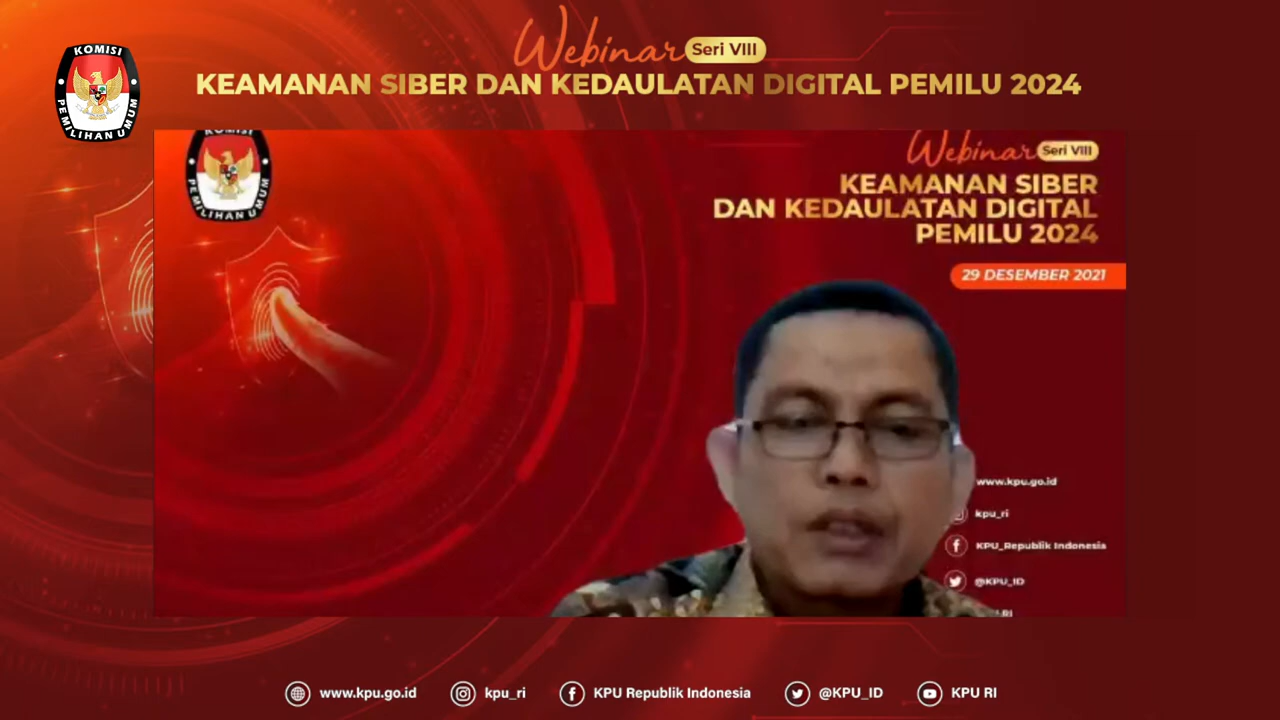 Webinar Seri VIII
KEAMANAN SIBER DAN KEDAULATAN DIGITAL PEMILU 2024
KOMISI
PEMILIHAN UMUM
KOMISI
PEMILIHAN UMUM
Webinar Seri VIII
KEAMANAN SIBER
DAN KEDAULATAN DIGITAL
PEMILU 2024
29 DESEMBER 2021
www.kpu.go.id
kpu_ri
KPU_Republik Indonesia
@KPU_ID
RI
www.kpu.go.id
kpu_ri
KPU Republik Indonesia
@KPU_ID
KPU RI